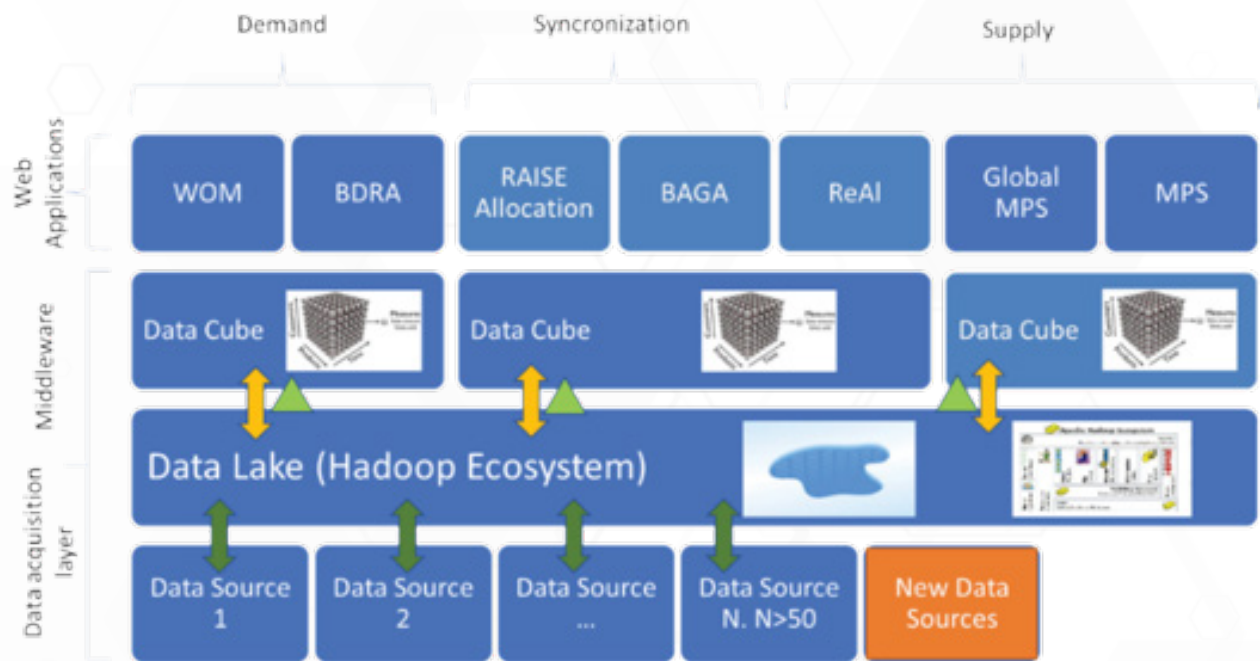 Demand
Syncronization
Supply
Web
Applications
WOM
BDRA
RAISE
Allocation
BAGA
ReAl
Global
MPS
MPS
Middleware
Data Cube
Data Cube
Data Cube
Data Lake (Hadoop Ecosystem)
Data acquisition
layer
Data Source
1
Data Source
2
Data Source
...
Data Source
N. N>50
New Data
Sources